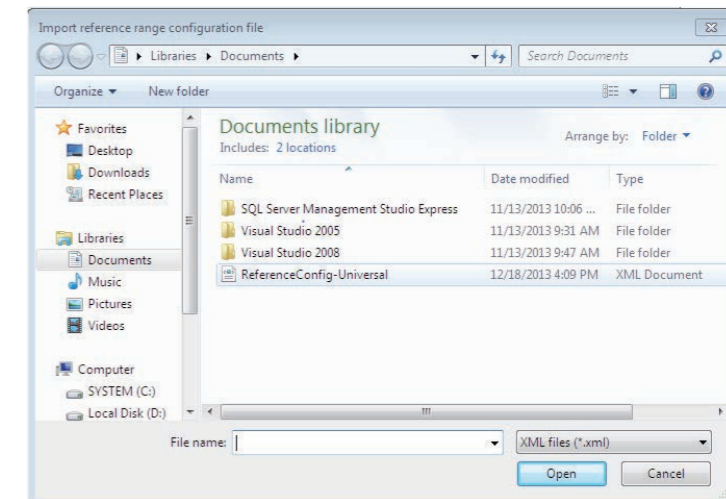 Import reference range configuration file
Libraries Documents Search Documents
Organize New folder
Favorites
Desktop
Downloads
Recent Places
Libraries
Documents
Music
Pictures
Videos
Computer
SYSTEM (C:)
Local Disk (D:)
Documents library
Includes: 2 locations
Arrange by: Folder
Name Date modified Type
SQL Server Management Studio Express 11/13/2013 10:06 ... File folder
Visual Studio 2005 11/13/2013 9:31 AM File folder
Visual Studio 2008 11/13/2013 9:47 AM File folder
ReferenceConfig-Universal 12/18/2013 4:09 PM XML Document
File name: XML files (*.xml)
Open Cancel